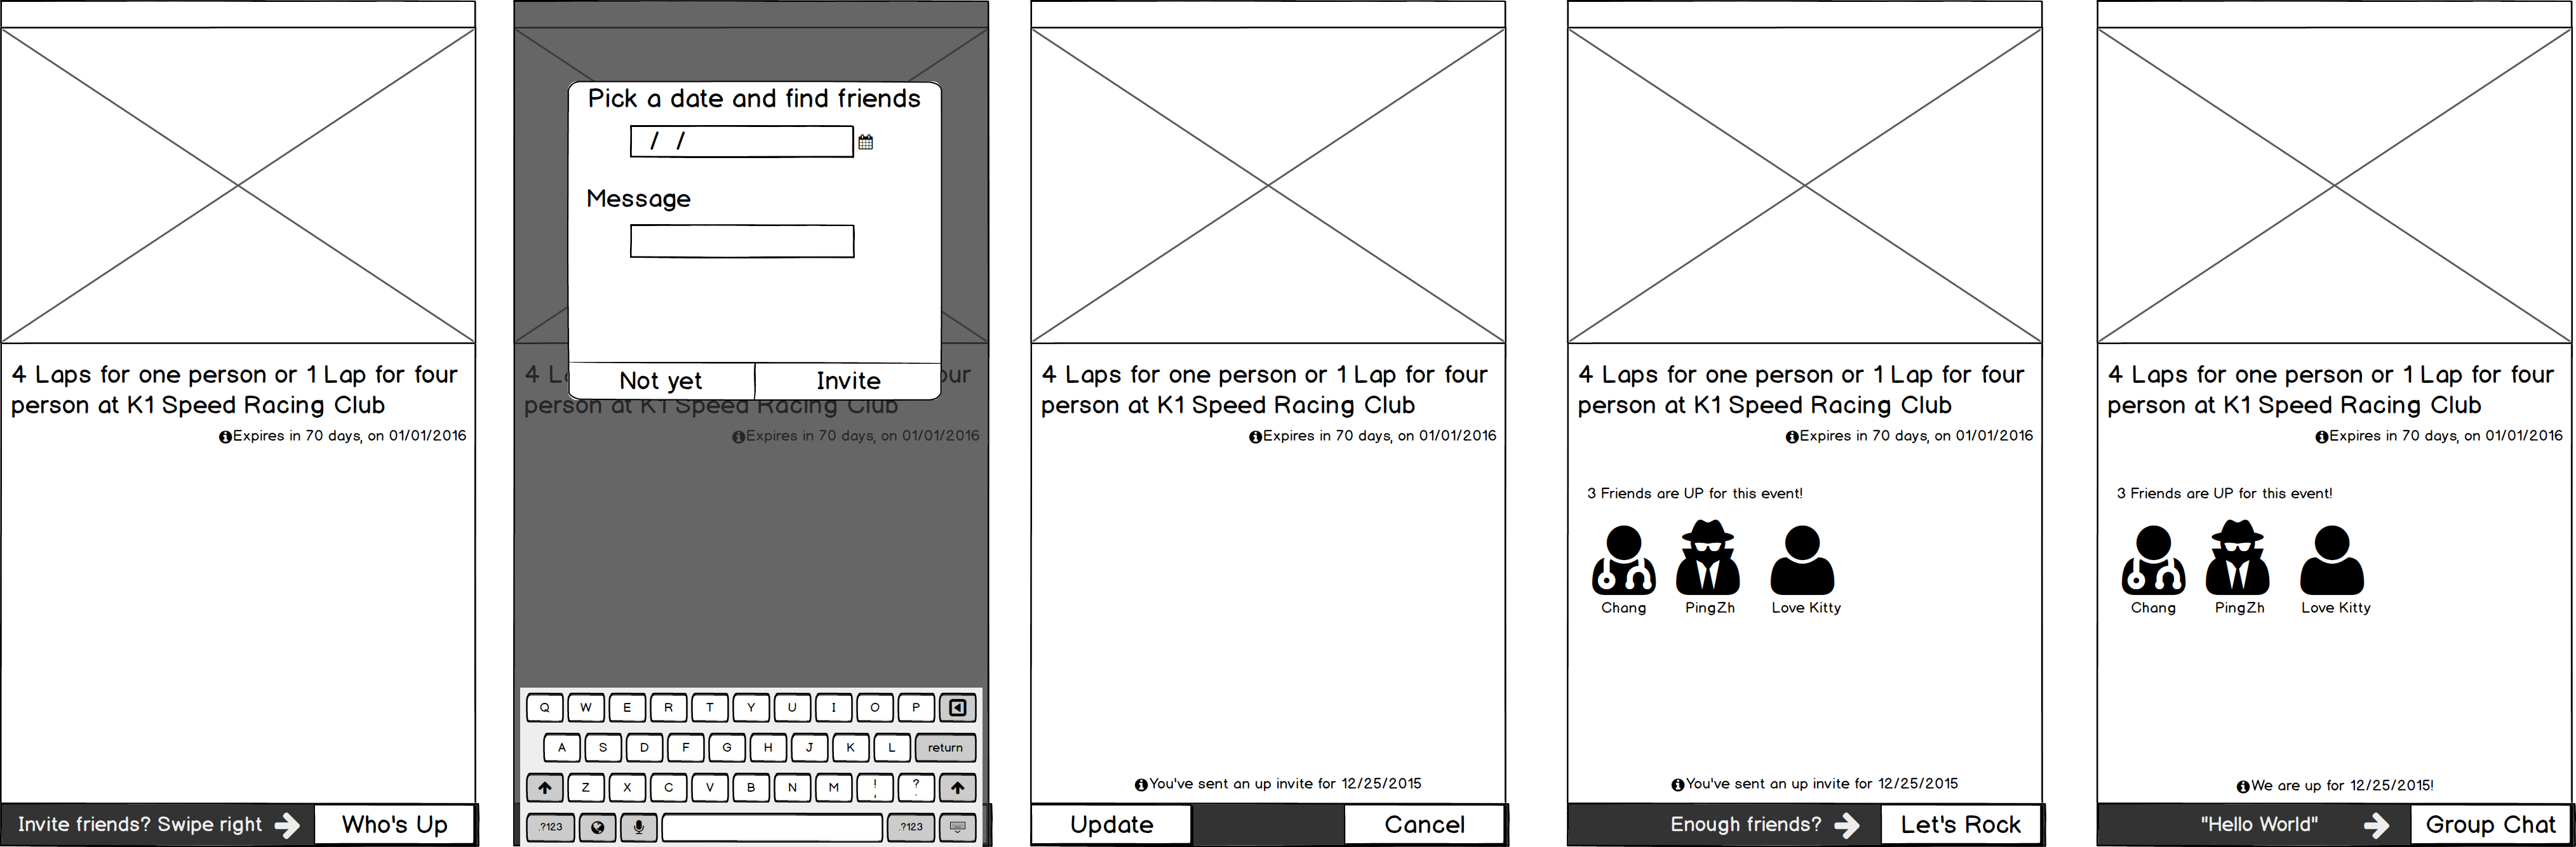 4 Laps for one person or 1 Lap for four
person at K1 Speed Racing Club
Expires in 70 days, on 01/01/2016
Invite friends? Swipe right
Who's Up
Pick a date and find friends
/ /
Message
Not yet
Invite
4 L
our
person at K1 Speed Racing Club
Expires in 70 days, on 01/01/2016
Q W E R T Y U I O P
A S D F G H J K L return
Z X C V B N M ! , ? .
.?123 .?123
4 Laps for one person or 1 Lap for four
person at K1 Speed Racing Club
Expires in 70 days, on 01/01/2016
You've sent an up invite for 12/25/2015
Update
Cancel
4 Laps for one person or 1 Lap for four
person at K1 Speed Racing Club
Expires in 70 days, on 01/01/2016
3 Friends are UP for this event!
Chang PingZh Love Kitty
You've sent an up invite for 12/25/2015
Enough friends?
Let's Rock
4 Laps for one person or 1 Lap for four
person at K1 Speed Racing Club
Expires in 70 days, on 01/01/2016
3 Friends are UP for this event!
Chang PingZh Love Kitty
We are up for 12/25/2015!
"Hello World"
Group Chat